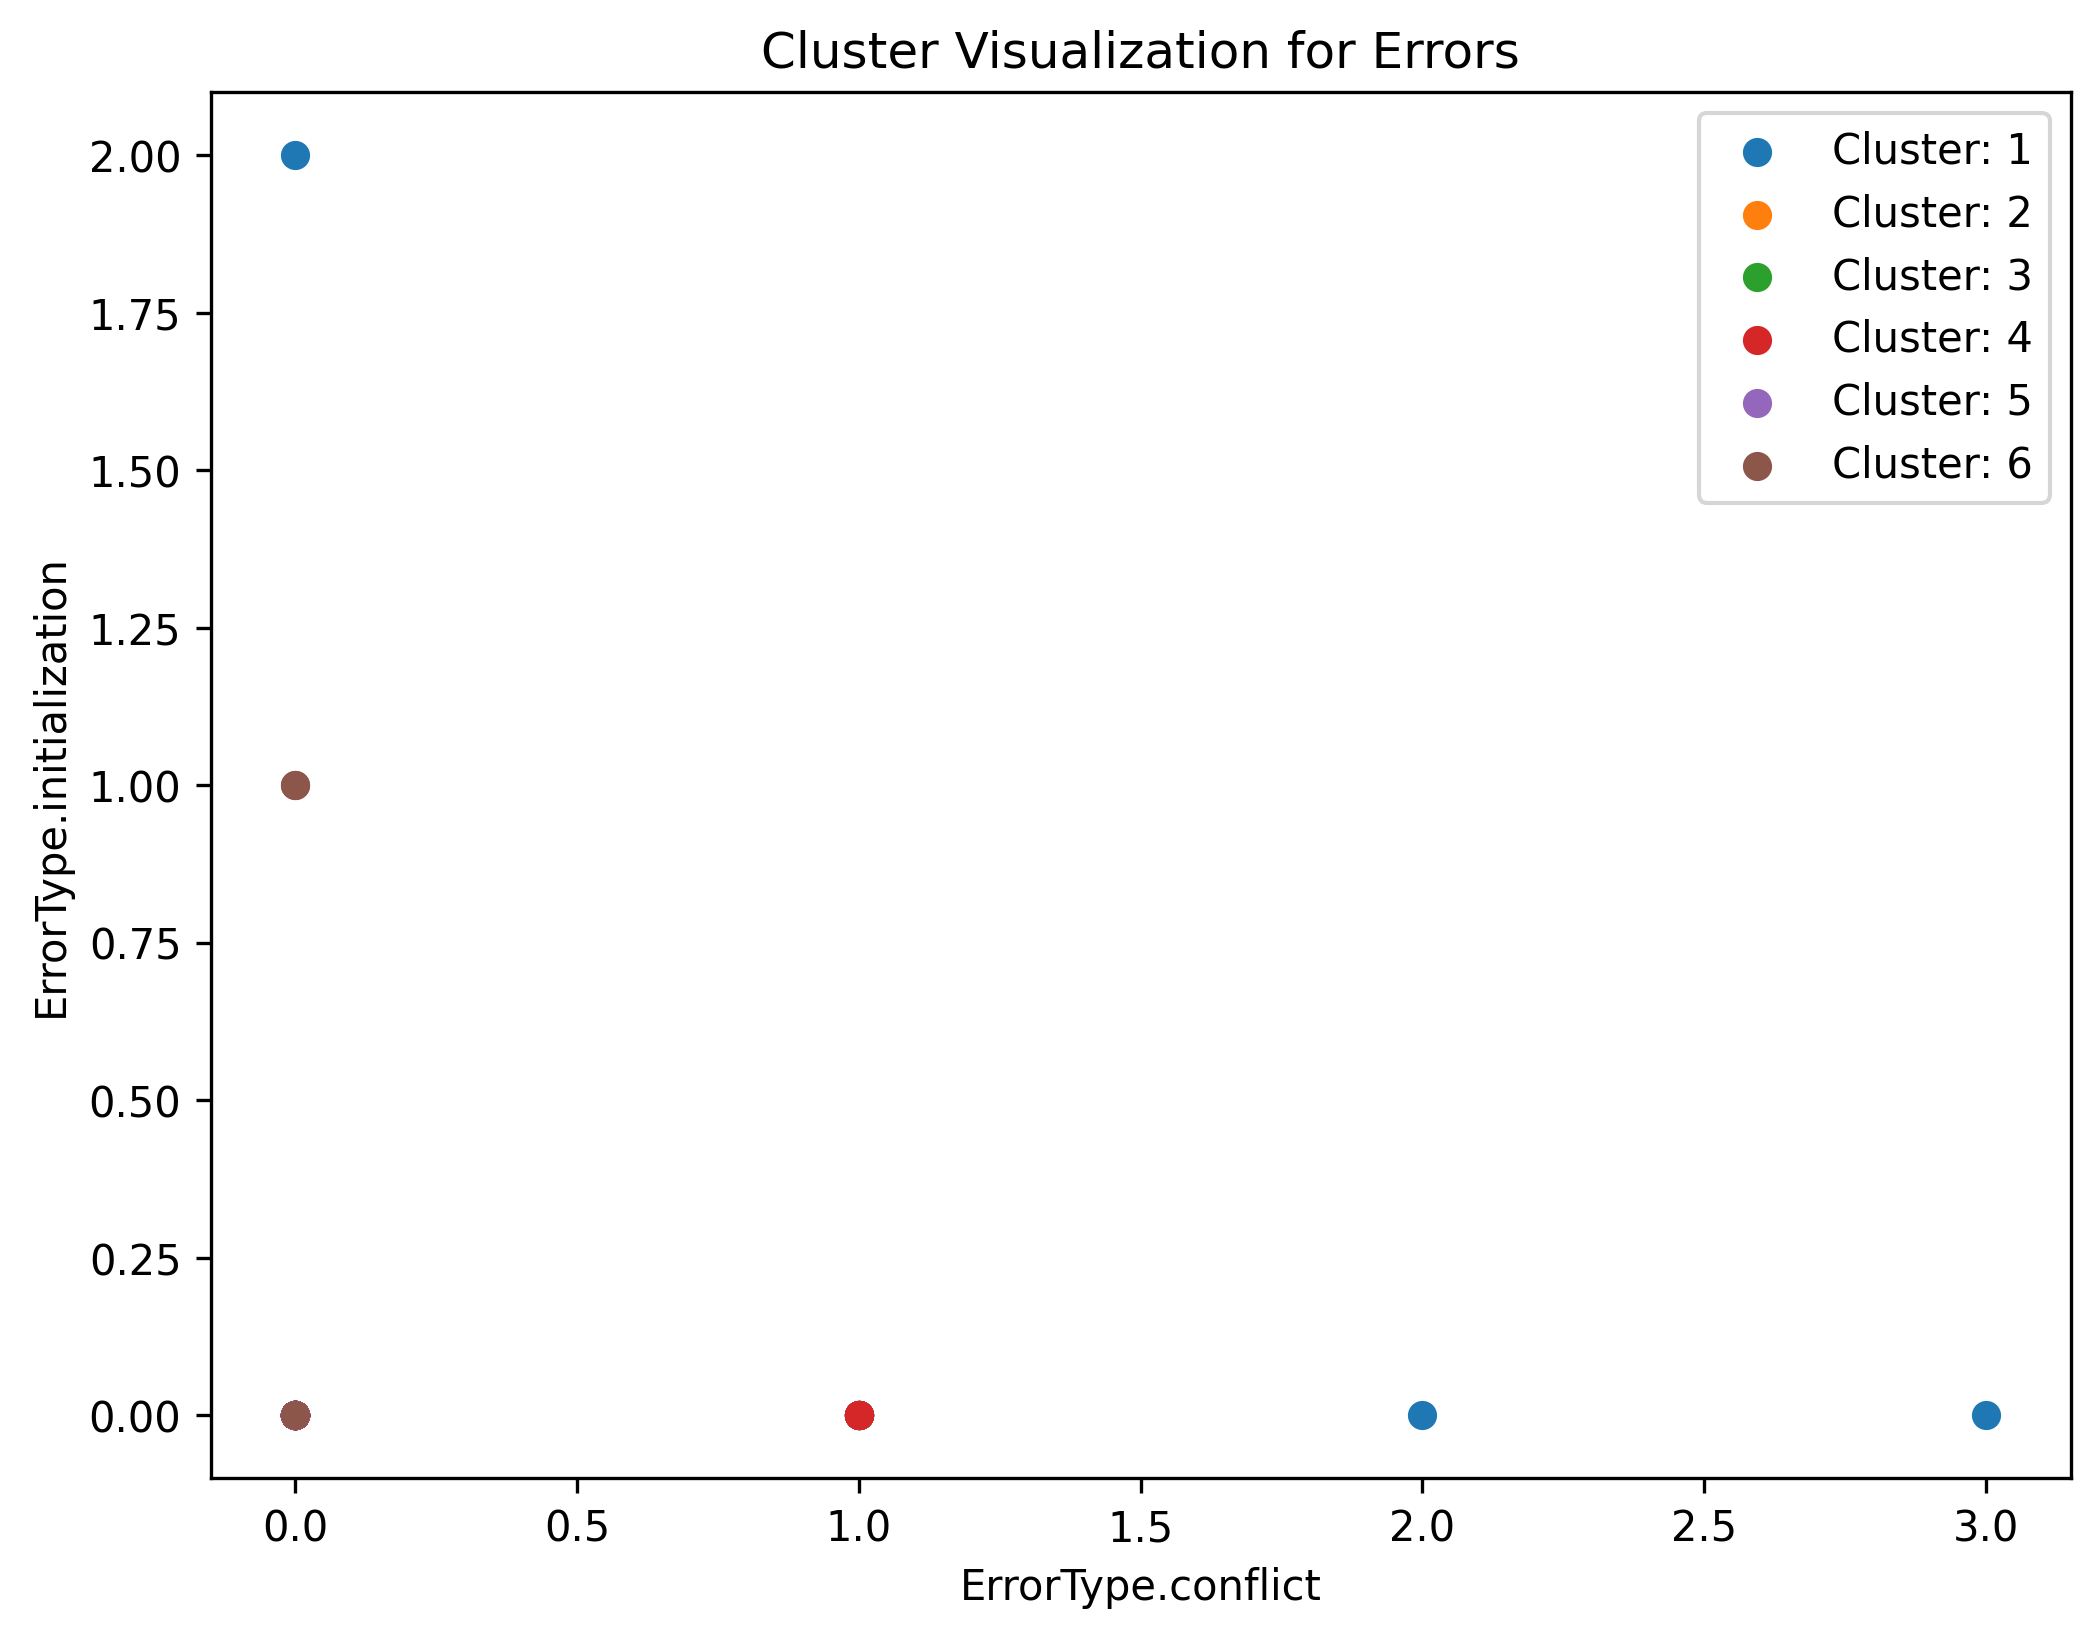 Cluster Visualization for Errors
Cluster: 1
Cluster: 2
Cluster: 3
Cluster: 4
Cluster: 5
Cluster: 6
ErrorType.initialization
2.00
1.75
1.50
1.25
1.00
0.75
0.50
0.25
0.00
0.0 0.5 1.0 1.5 2.0 2.5 3.0
ErrorType.conflict